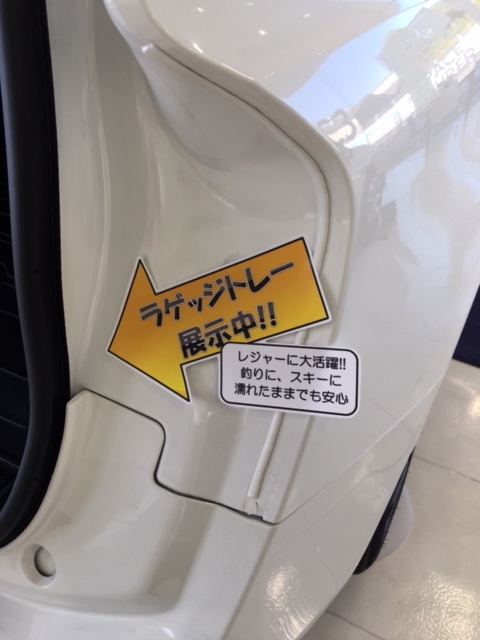 ラゲッジトレー
展示中!!
レジャーに大活躍!!
釣りに、スキーに
濡れたままでも安心